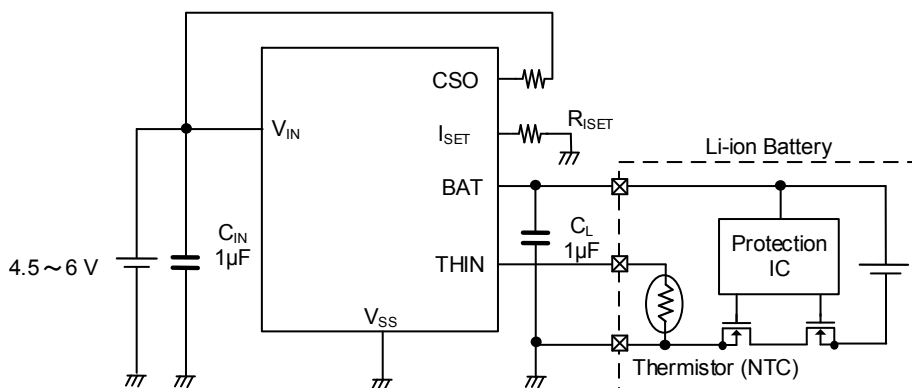 CSO
V_IN
I_SET
R_ISET
Li-ion Battery
BAT
C_IN
1µF
C_L
1µF
Protection
IC
4.5～6 V
THIN
V_SS
Thermistor (NTC)